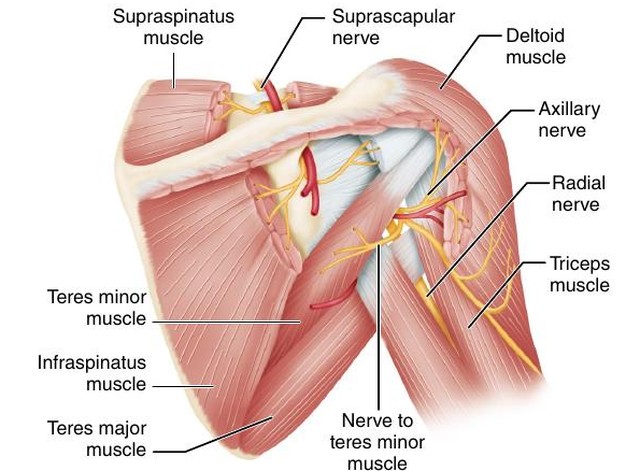 Supraspinatus
muscle
Suprascapular
nerve
Deltoid
muscle
Axillary
nerve
Radial
nerve
Triceps
muscle
Teres minor
muscle
Infraspinatus
muscle
Teres major
muscle
Nerve to
teres minor
muscle